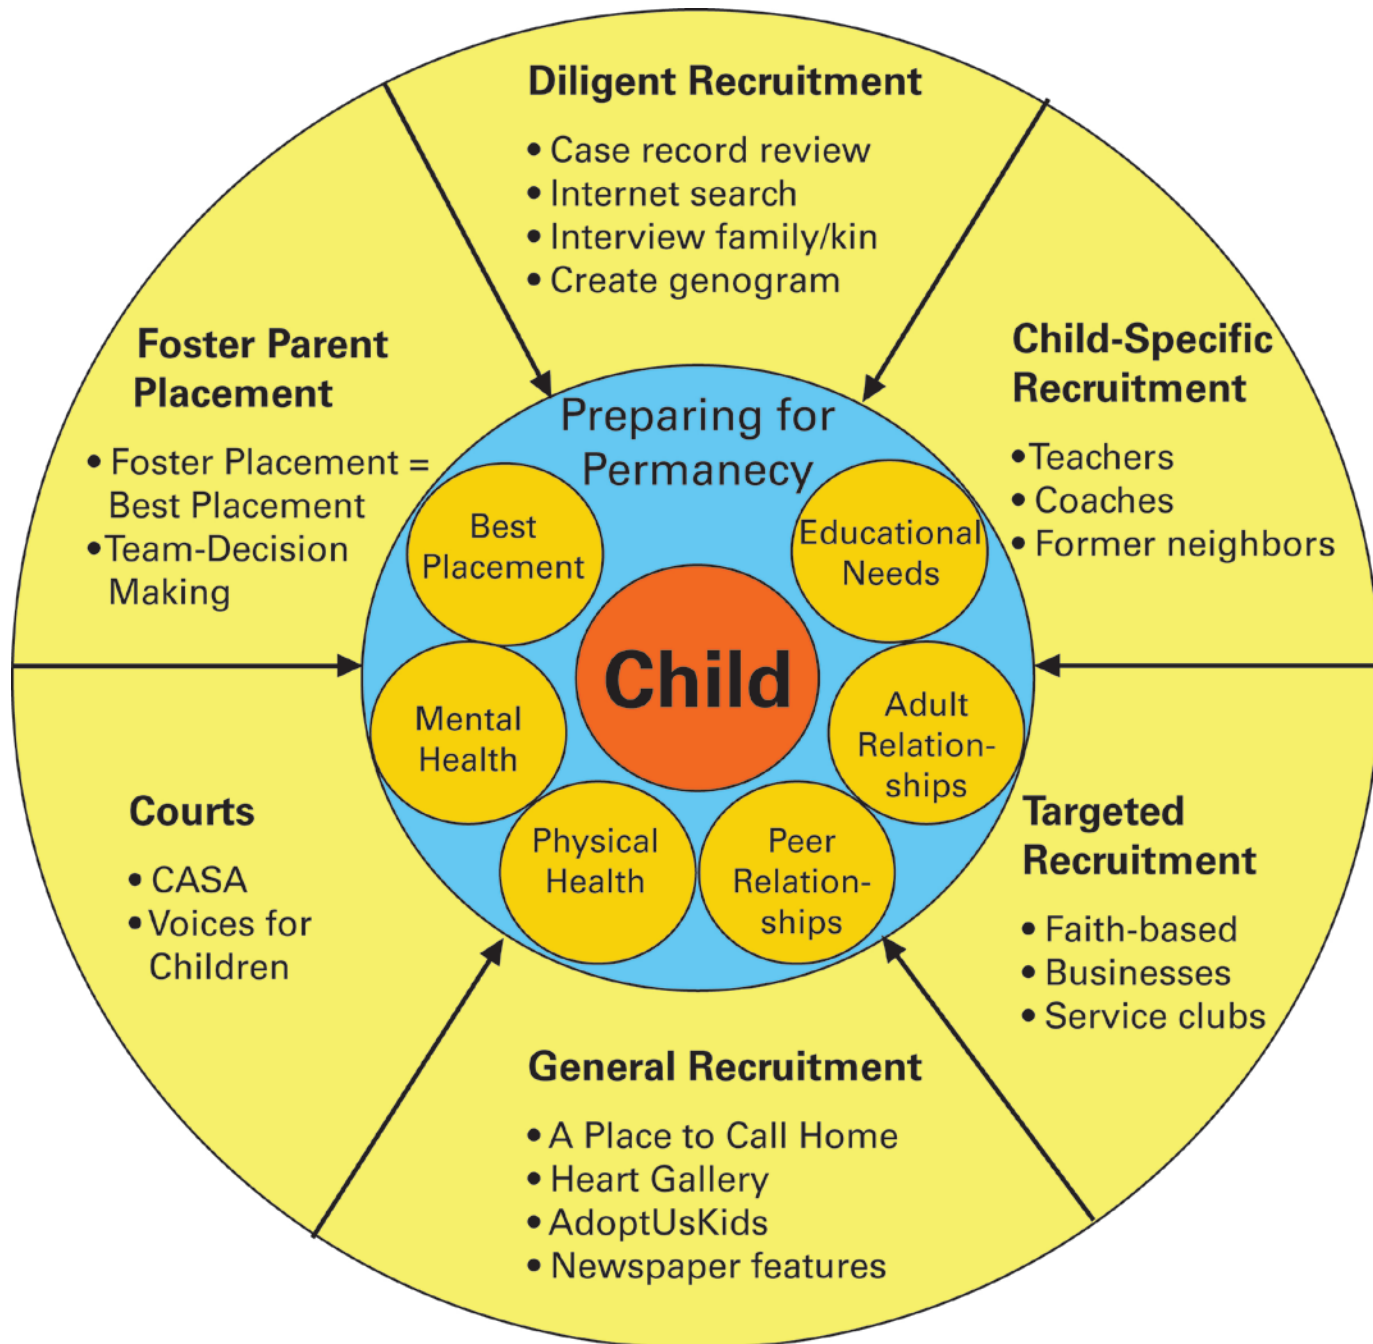 Diligent Recruitment
• Case record review
• Internet search
• Interview family/kin
• Create genogram
Child-Specific
Recruitment
•Teachers
• Coaches
• Former neighbors
Targeted
Recruitment
• Faith-based
• Businesses
• Service clubs
General Recruitment
• A Place to Call Home
• Heart Gallery
• AdoptUsKids
• Newspaper features
Courts
• CASA
• Voices for
Children
Foster Parent
Placement
• Foster Placement =
Best Placement
•Team-Decision
Making
Preparing for
Permanecy
Best
Placement
Educational
Needs
Child
Mental
Health
Adult
Relation-
ships
Physical
Health
Peer
Relation-
ships